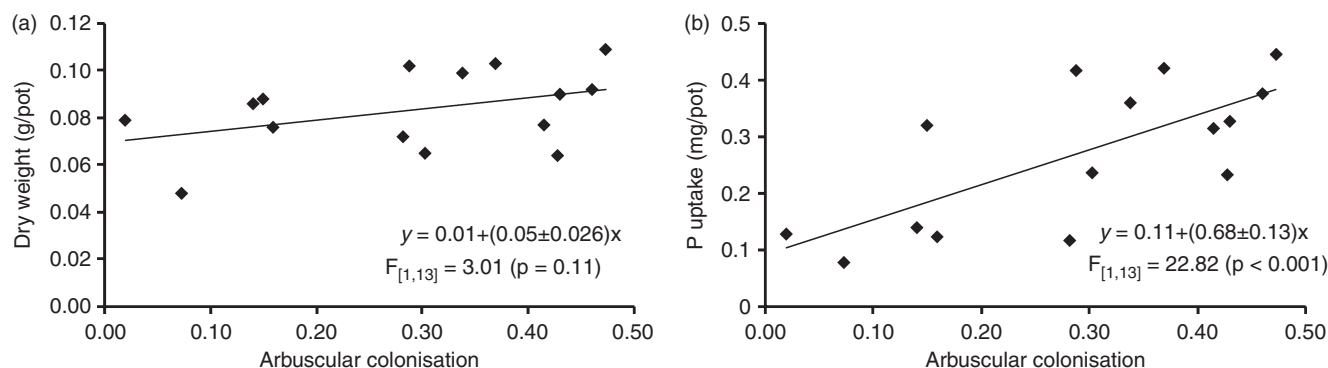 (a)
0.12
0.10
0.08
0.06
0.04
0.02
0.00
Dry weight (g/pot)
y = 0.01+(0.05±0.026)x
F[1,13] = 3.01 (p = 0.11)
0.00 0.10 0.20 0.30 0.40 0.50
Arbuscular colonisation
(b)
0.5
0.4
0.3
0.2
0.1
0
P uptake (mg/pot)
y = 0.11+(0.68±0.13)x
F[1,13] = 22.82 (p < 0.001)
0.00 0.10 0.20 0.30 0.40 0.50
Arbuscular colonisation